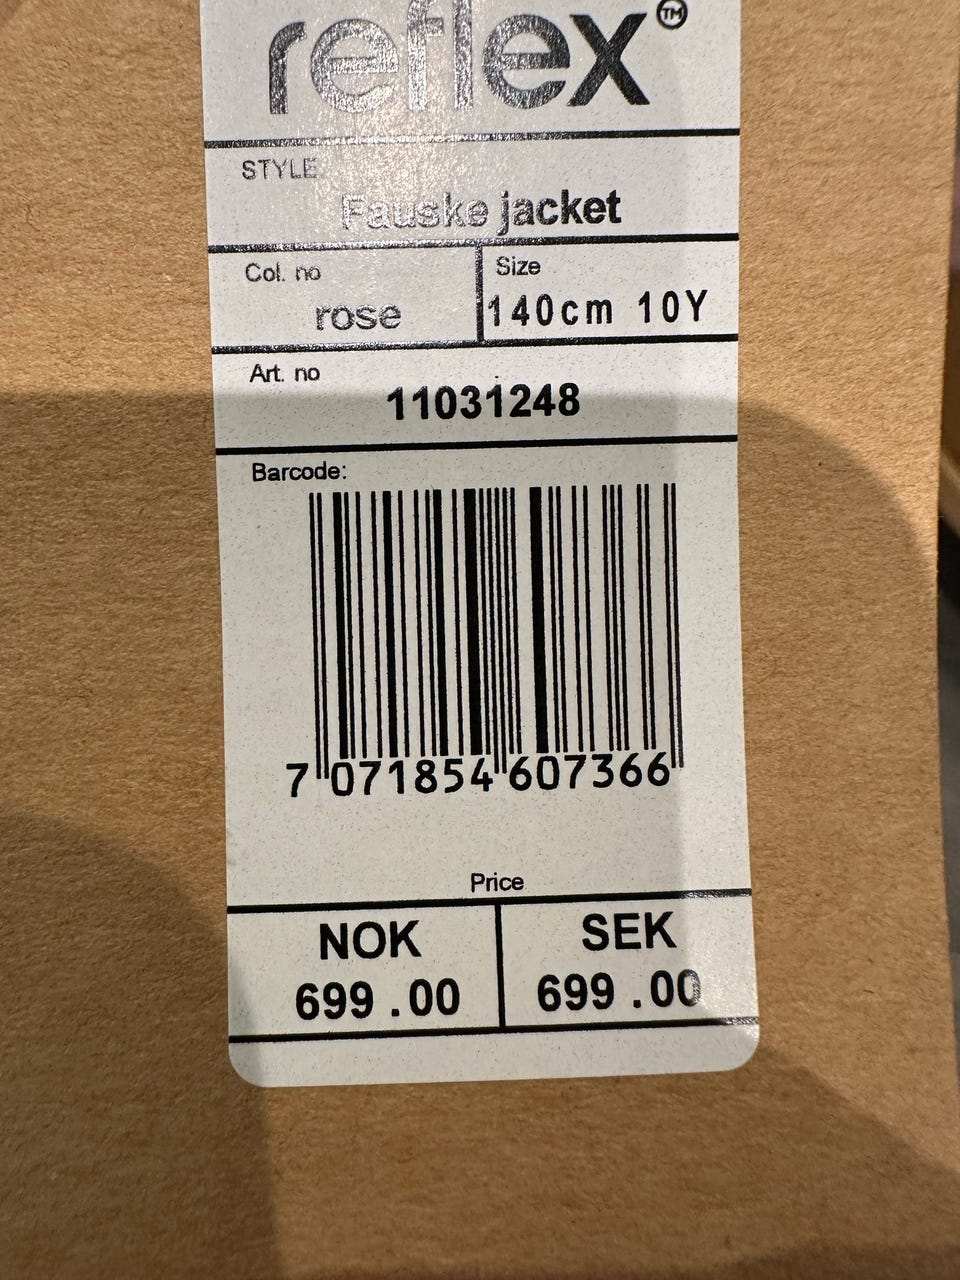 reflex™
STYLE
Fauske jacket
Col. no
rose
Size
140cm 10Y
Art. no
11031248
Barcode:
7 071854 607366
Price
NOK
699 .00
SEK
699 .00